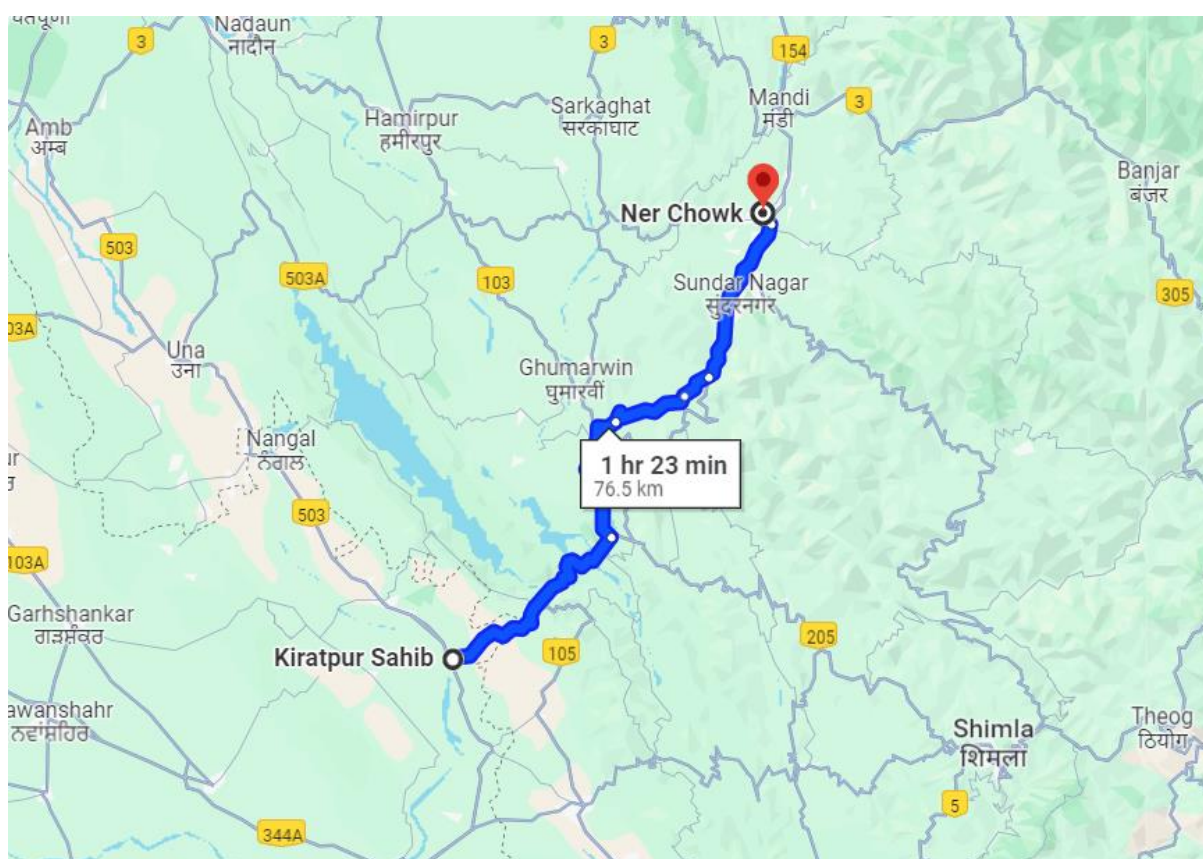 Nadaun
नादौन
3
3
154
Mandi
मंडी
3
Hamirpur
हमीरपुर
Sarkaghat
सरकाघाट
Amb
अम्ब
Banjar
बंजर
Ner Chowk
503
503A
103
Sundar Nagar
सुंदरनगर
305
03A
Una
उना
Ghumarwin
घुमारवीं
Nangal
ਨੰਗਲ
1 hr 23 min
76.5 km
503
103A
Garhshankar
ਗੜ੍ਹਸ਼ੰਕਰ
Kiratpur Sahib
105
205
awanshahr
ਨਵਾਂਸ਼ਹਿਰ
Shimla
शिमला
Theog
ठियोग
5
344A